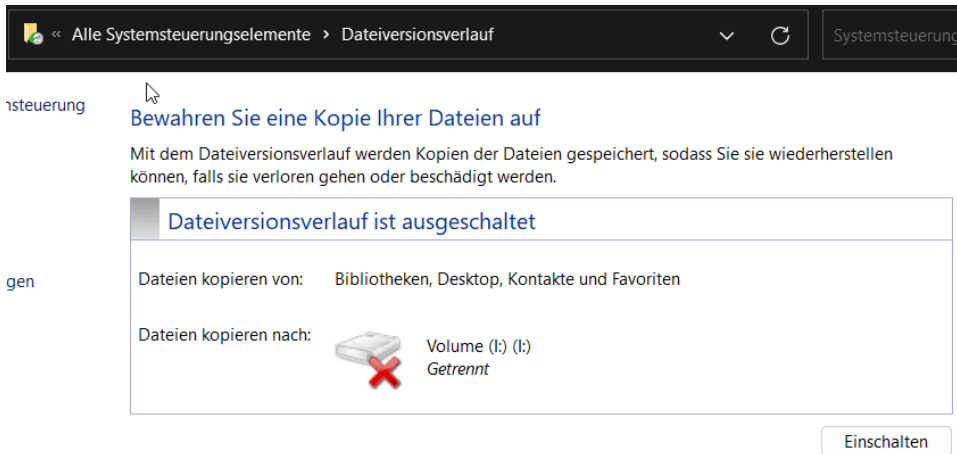 « Alle Systemsteuerungselemente > Dateiversionsverlauf
Systemsteuerung
nsteuerung
Bewahren Sie eine Kopie Ihrer Dateien auf
Mit dem Dateiversionsverlauf werden Kopien der Dateien gespeichert, sodass Sie sie wiederherstellen
können, falls sie verloren gehen oder beschädigt werden.
Dateiversionsverlauf ist ausgeschaltet
gen
Dateien kopieren von: Bibliotheken, Desktop, Kontakte und Favoriten
Dateien kopieren nach:
Volume (I:) (I:)
Getrennt
Einschalten